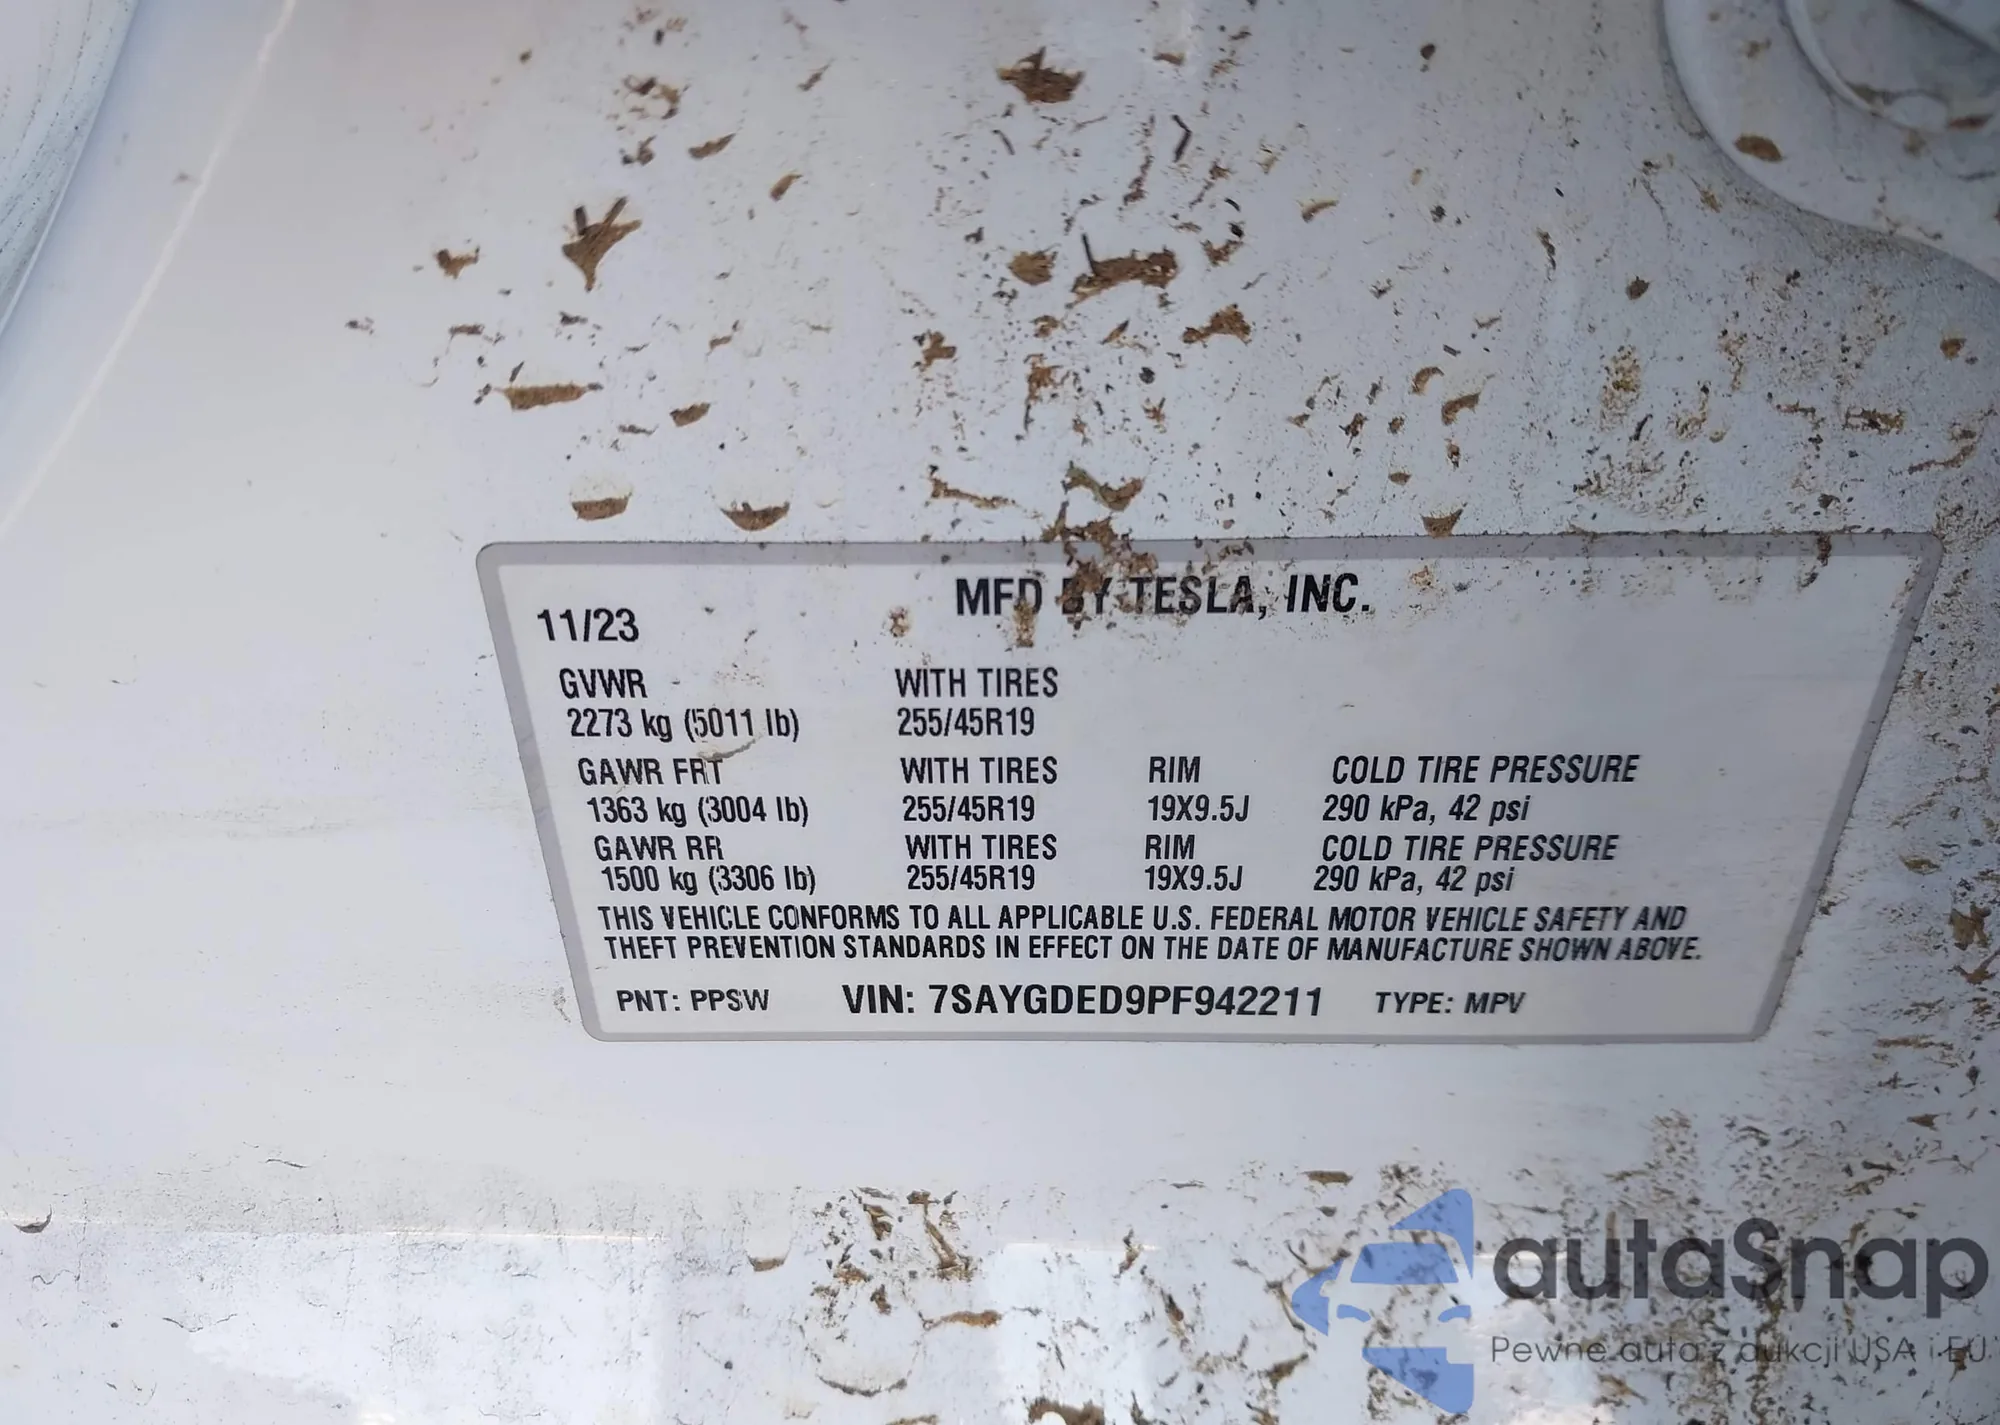 MFD BY TESLA, INC.
11/23
GVWR WITH TIRES
2273 kg (5011 lb) 255/45R19
GAWR FRT WITH TIRES RIM COLD TIRE PRESSURE
1363 kg (3004 lb) 255/45R19 19X9.5J 290 kPa, 42 psi
GAWR RR WITH TIRES RIM COLD TIRE PRESSURE
1500 kg (3306 lb) 255/45R19 19X9.5J 290 kPa, 42 psi
THIS VEHICLE CONFORMS TO ALL APPLICABLE U.S. FEDERAL MOTOR VEHICLE SAFETY AND
THEFT PREVENTION STANDARDS IN EFFECT ON THE DATE OF MANUFACTURE SHOWN ABOVE.
PNT: PPSW VIN: 7SAYGDED9PF942211 TYPE: MPV
autaSnap
Pewne auta z aukcji USA i EU